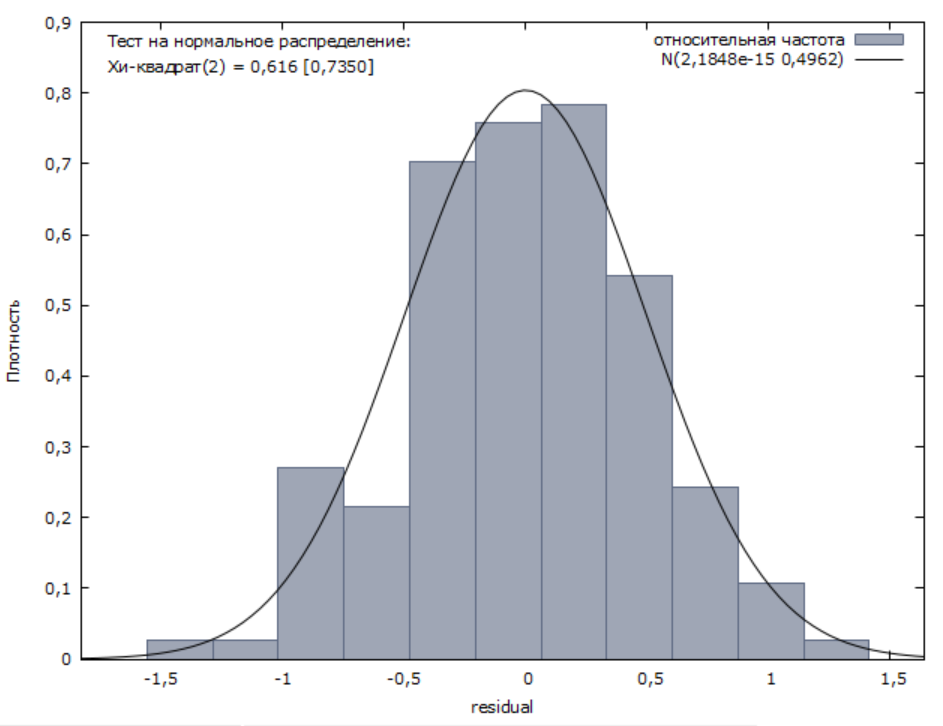 Тест на нормальное распределение:
Хи-квадрат(2) = 0,616 [0,7350]
относительная частота
N(2,1848e-15 0,4962)
0,9
0,8
0,7
0,6
0,5
0,4
0,3
0,2
0,1
0
Плотность
-1,5
-1
-0,5
0
0,5
1
1,5
residual